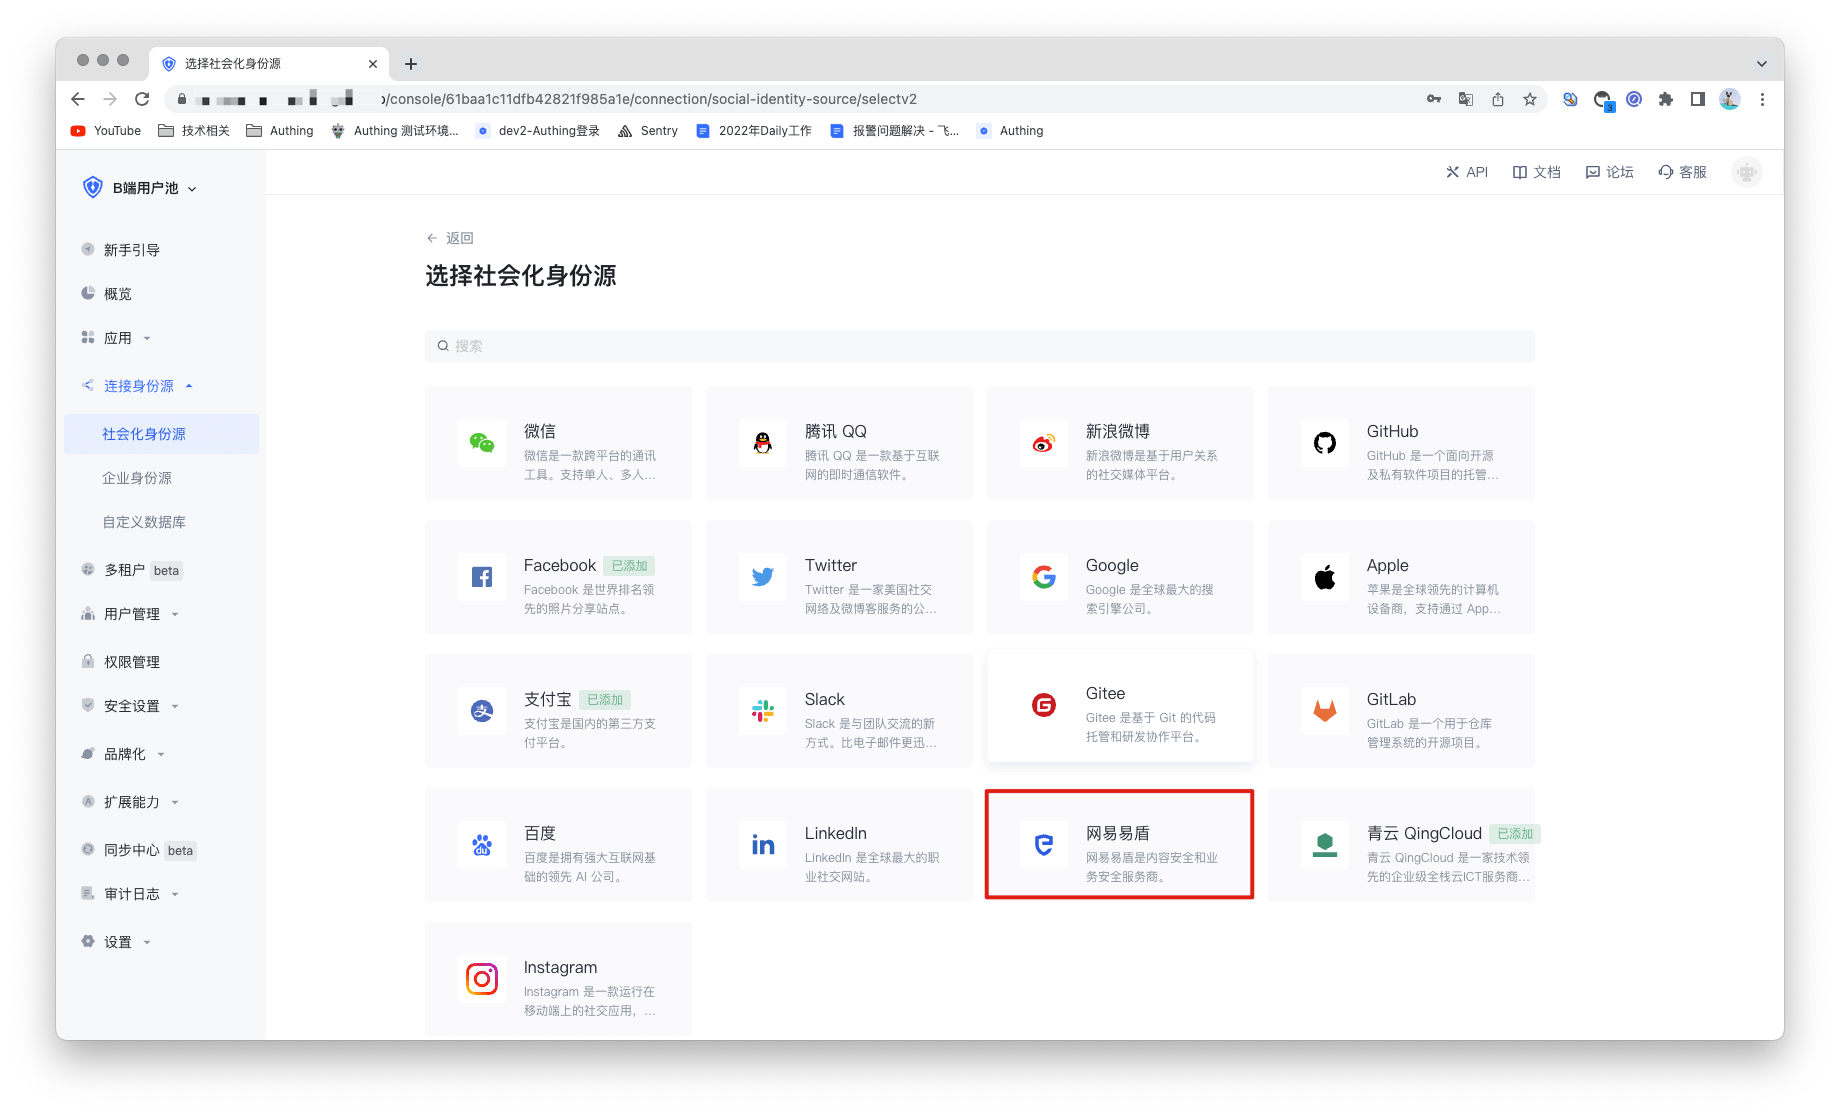 选择社会化身份源
/console/61baa1c11dfb42821f985a1e/connection/social-identity-source/selectv2
3
YouTube
技术相关
Authing
Authing 测试环境...
dev2-Authing登录
Sentry
2022年Daily工作
报警问题解决 - 飞...
Authing
B端用户池
API
文档
论坛
客服
新手引导
概览
应用
连接身份源
社会化身份源
企业身份源
自定义数据库
多租户 beta
用户管理
权限管理
安全设置
品牌化
扩展能力
同步中心 beta
审计日志
设置
返回
选择社会化身份源
搜索
微信
微信是一款跨平台的通讯
工具。支持单人、多人...
腾讯 QQ
腾讯 QQ 是一款基于互联
网的即时通信软件。
新浪微博
新浪微博是基于用户关系
的社交媒体平台。
GitHub
GitHub 是一个面向开源
及私有软件项目的托管...
Facebook 已添加
Facebook 是世界排名领
先的照片分享站点。
Twitter
Twitter 是一家美国社交
网络及微博客服务的公...
Google
Google 是全球最大的搜
索引擎公司。
Apple
苹果是全球领先的计算机
设备商，支持通过 App...
支付宝 已添加
支付宝是国内的第三方支
付平台。
Slack
Slack 是与团队交流的新
方式。比电子邮件更迅...
Gitee
Gitee 是基于 Git 的代码
托管和研发协作平台。
GitLab
GitLab 是一个用于仓库
管理系统的开源项目。
百度
百度是拥有强大互联网基
础的领先 AI 公司。
LinkedIn
LinkedIn 是全球最大的职
业社交网站。
网易易盾
网易易盾是内容安全和业
务安全服务商。
青云 QingCloud 已添加
青云 QingCloud 是一家技术领
先的企业级全栈云ICT服务商...
Instagram
Instagram 是一款运行在
移动端上的社交应用，...